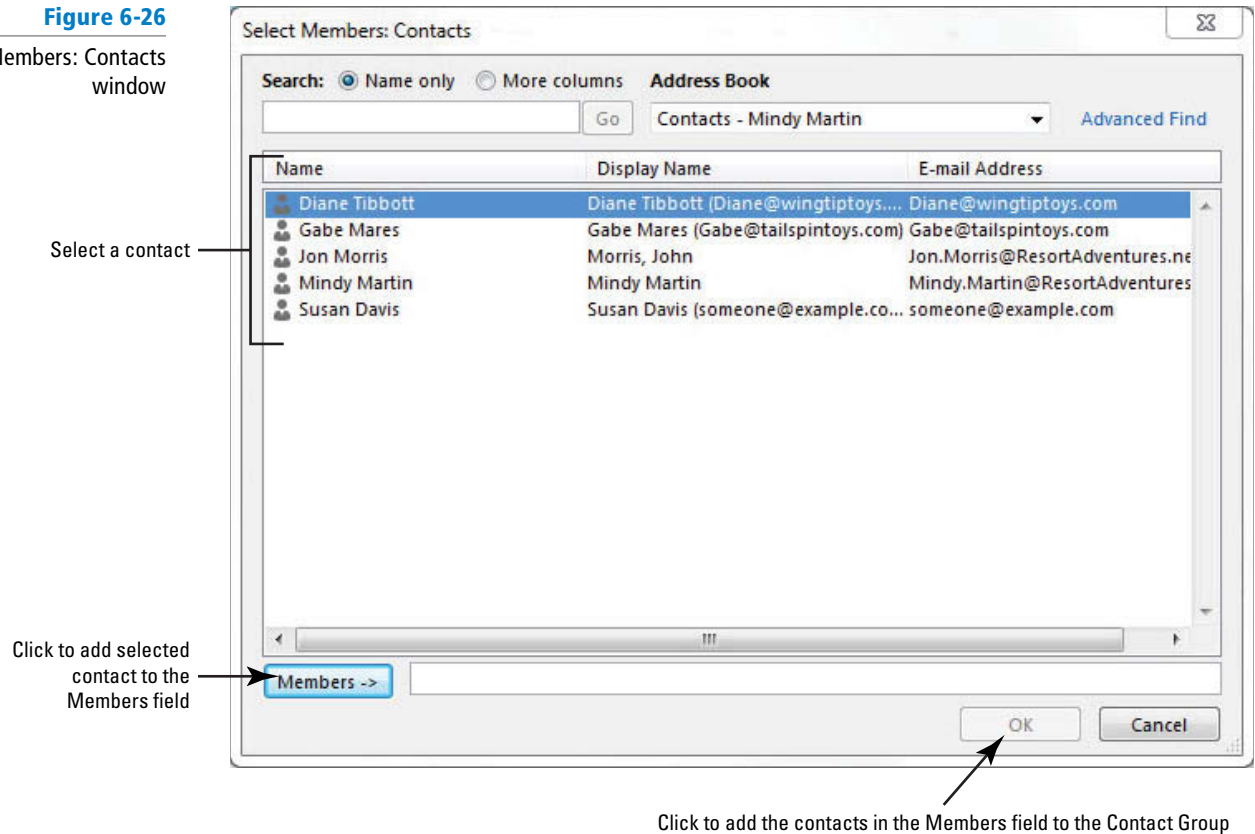 Figure 6-26
Members: Contacts
window
Select Members: Contacts
Search: Name only More columns Address Book
Go Contacts - Mindy Martin Advanced Find
Name Display Name E-mail Address
Diane Tibbott Diane Tibbott (Diane@wingtiptoys.... Diane@wingtiptoys.com
Gabe Mares Gabe Mares (Gabe@tailspintoys.com) Gabe@tailspintoys.com
Jon Morris Morris, John Jon.Morris@ResortAdventures.ne
Mindy Martin Mindy Martin Mindy.Martin@ResortAdventures
Susan Davis Susan Davis (someone@example.co... someone@example.com
Select a contact
Click to add selected
contact to the
Members field
Members ->
OK Cancel
Click to add the contacts in the Members field to the Contact Group